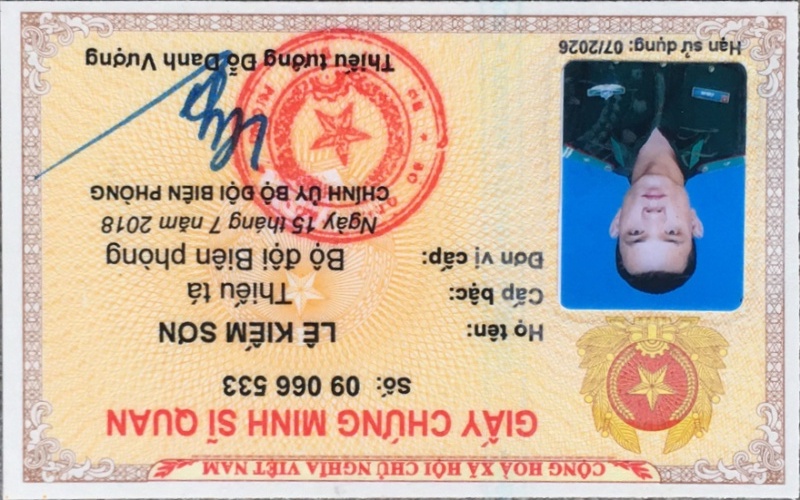 CỘNG HOÀ XÃ HỘI CHỦ NGHĨA VIỆT NAM
GIẤY CHỨNG MINH SĨ QUAN
Số: 09 066 533
Họ tên: LÊ KIẾM SƠN
Cấp bậc: Thiếu tá
Đơn vị cấp: Bộ đội Biên phòng
Ngày 15 tháng 7 năm 2018
CHÍNH ỦY BỘ ĐỘI BIÊN PHÒNG
Thiếu tướng Đỗ Danh Vượng
Hạn sử dụng: 07/2026